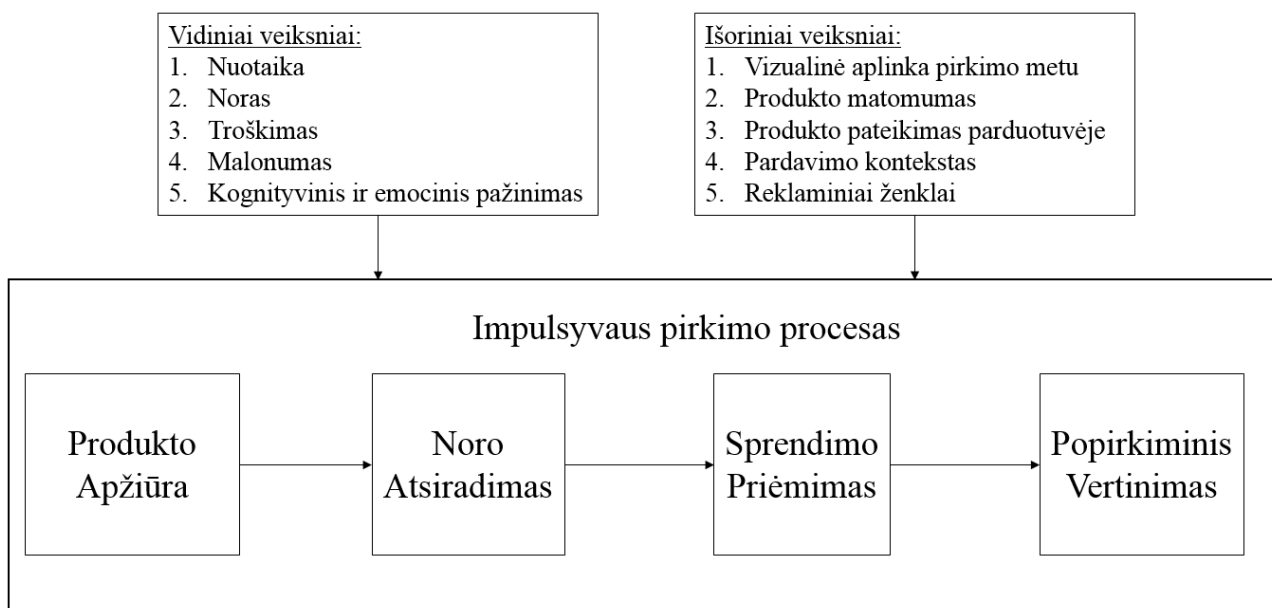 Vidiniai veiksniai:
1. Nuotaika
2. Noras
3. Troškimas
4. Malonumas
5. Kognityvinis ir emocinis pažinimas
Išoriniai veiksniai:
1. Vizualinė aplinka pirkimo metu
2. Produkto matomumas
3. Produkto pateikimas parduotuvėje
4. Pardavimo kontekstas
5. Reklaminiai ženklai
Impulsyvaus pirkimo procesas
Produkto
Apžiūra
Noro
Atsiradimas
Sprendimo
Priėmimas
Popirkiminis
Vertinimas